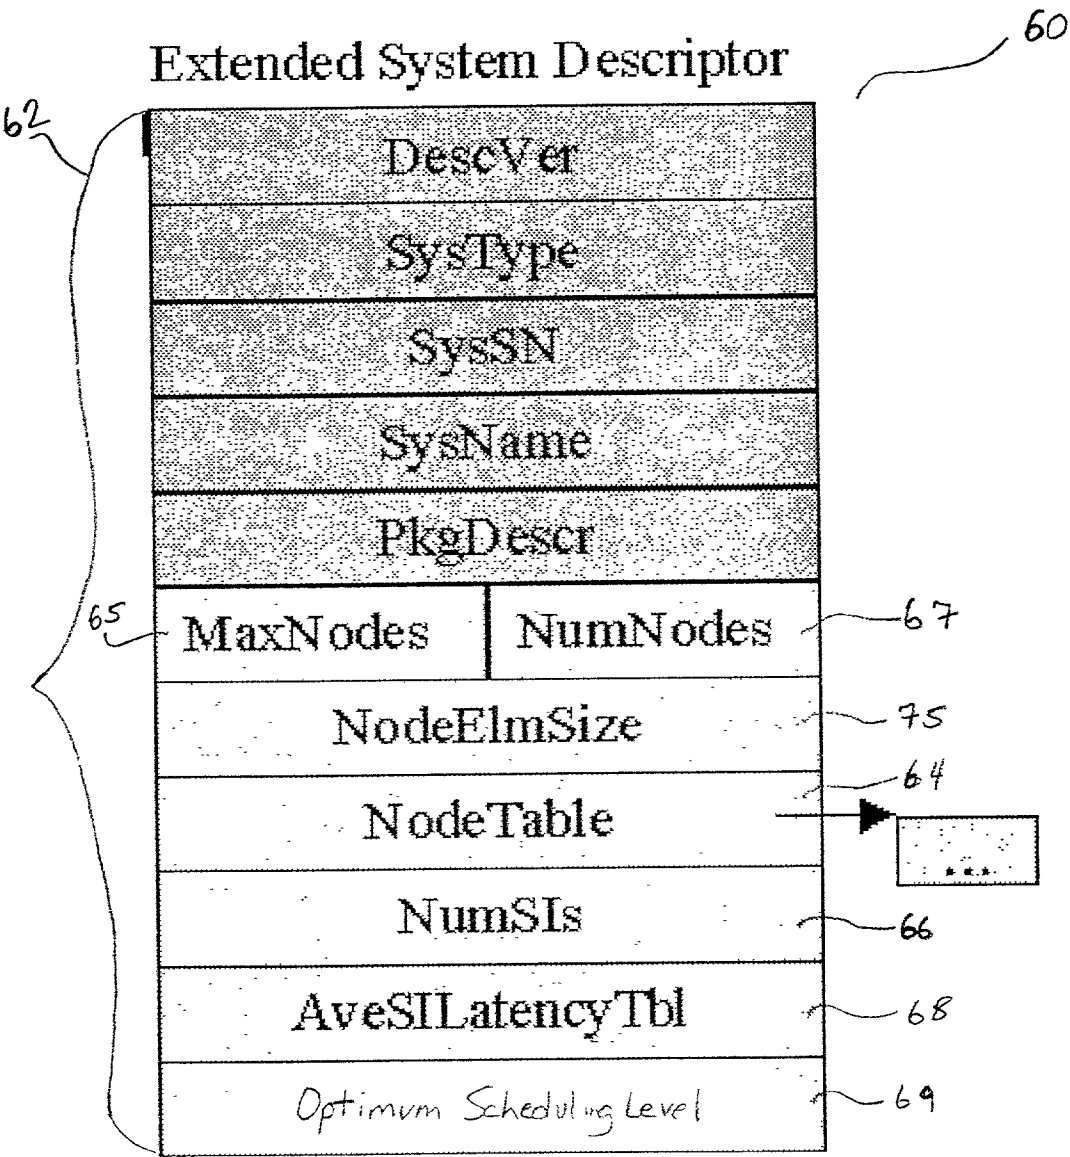 60
Extended System Descriptor
62
DescVer
SysType
SysSN
SysName
PkgDescr
65 MaxNodes NumNodes 67
NodeElmSize 75
NodeTable 64
...
NumSIs 66
AveSILatencyTbl 68
Optimum Scheduling Level 69